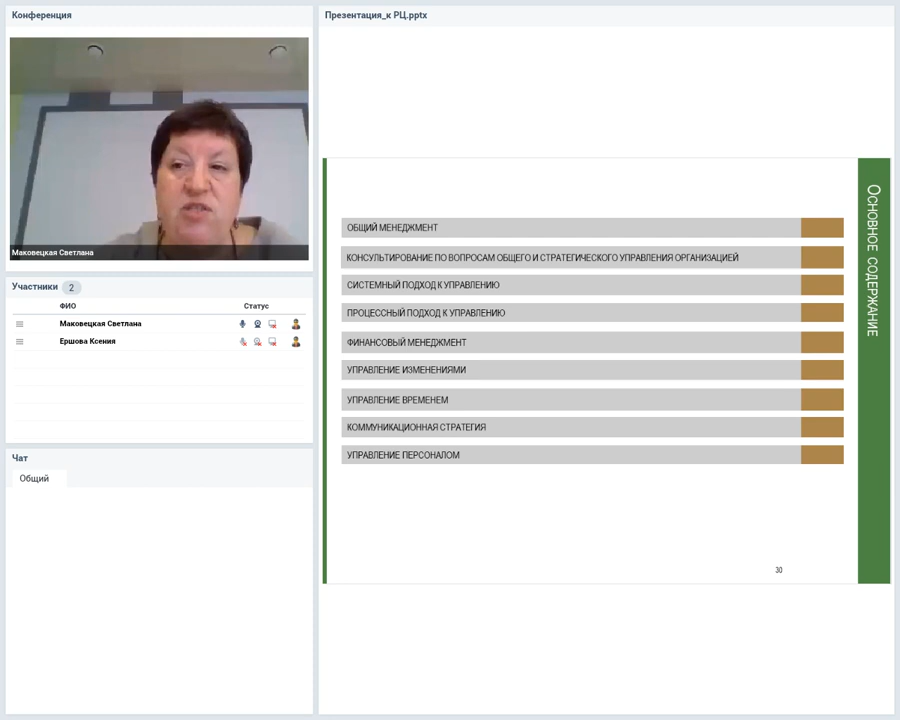 Конференция
Маковецкая Светлана
Участники 2
ФИО Статус
Маковецкая Светлана
Ершова Ксения
Чат
Общий
Презентация_к РЦ.pptx
ОСНОВНОЕ СОДЕРЖАНИЕ
ОБЩИЙ МЕНЕДЖМЕНТ
КОНСУЛЬТИРОВАНИЕ ПО ВОПРОСАМ ОБЩЕГО И СТРАТЕГИЧЕСКОГО УПРАВЛЕНИЯ ОРГАНИЗАЦИЕЙ
СИСТЕМНЫЙ ПОДХОД К УПРАВЛЕНИЮ
ПРОЦЕССНЫЙ ПОДХОД К УПРАВЛЕНИЮ
ФИНАНСОВЫЙ МЕНЕДЖМЕНТ
УПРАВЛЕНИЕ ИЗМЕНЕНИЯМИ
УПРАВЛЕНИЕ ВРЕМЕНЕМ
КОММУНИКАЦИОННАЯ СТРАТЕГИЯ
УПРАВЛЕНИЕ ПЕРСОНАЛОМ
30